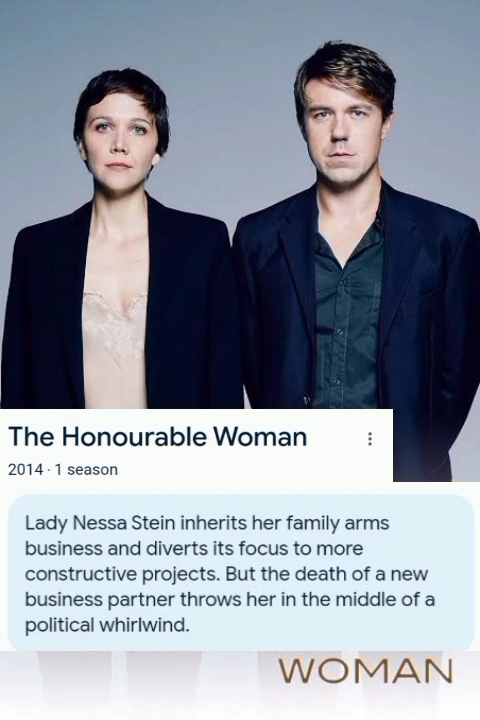 The Honourable Woman
2014 · 1 season
Lady Nessa Stein inherits her family arms
business and diverts its focus to more
constructive projects. But the death of a new
business partner throws her in the middle of a
political whirlwind.
WOMAN